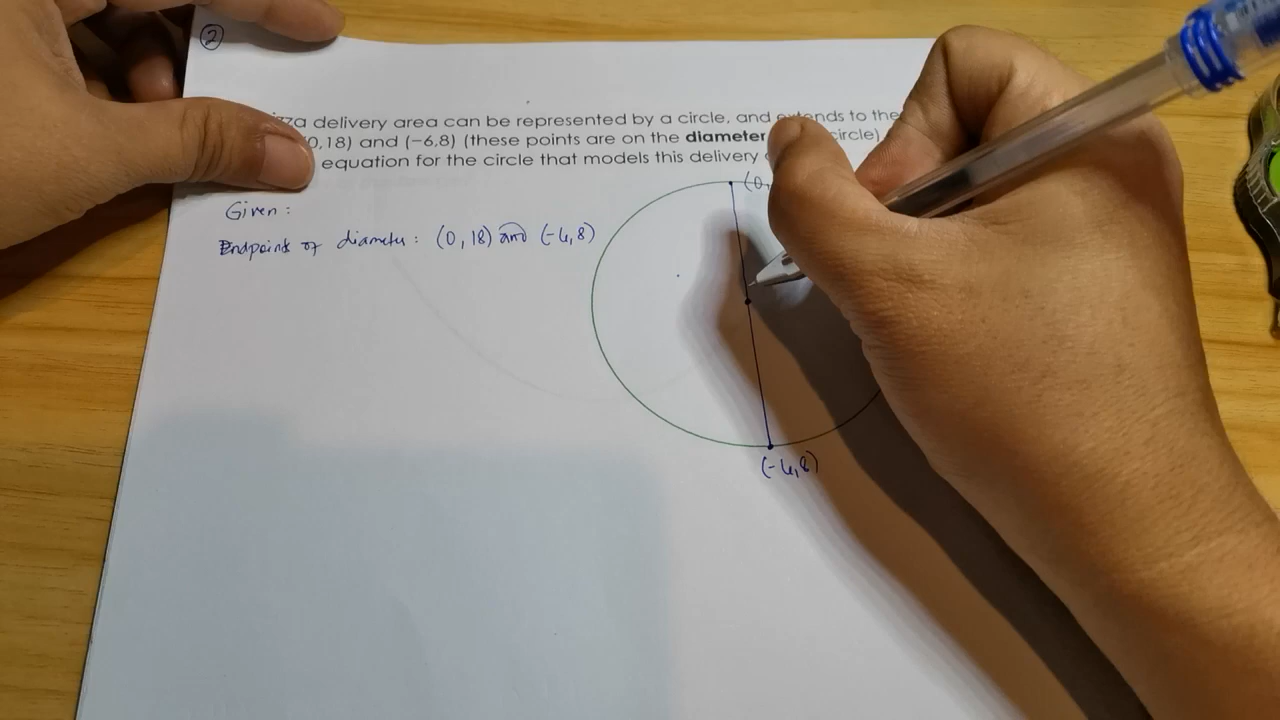 ②
zza delivery area can be represented by a circle, and extends to the
0,18) and (−6,8) (these points are on the diameter circle)
equation for the circle that models this delivery
Given:
Endpoints of diameter: (0,18) and (-6,8)
(0,
(-6,8)